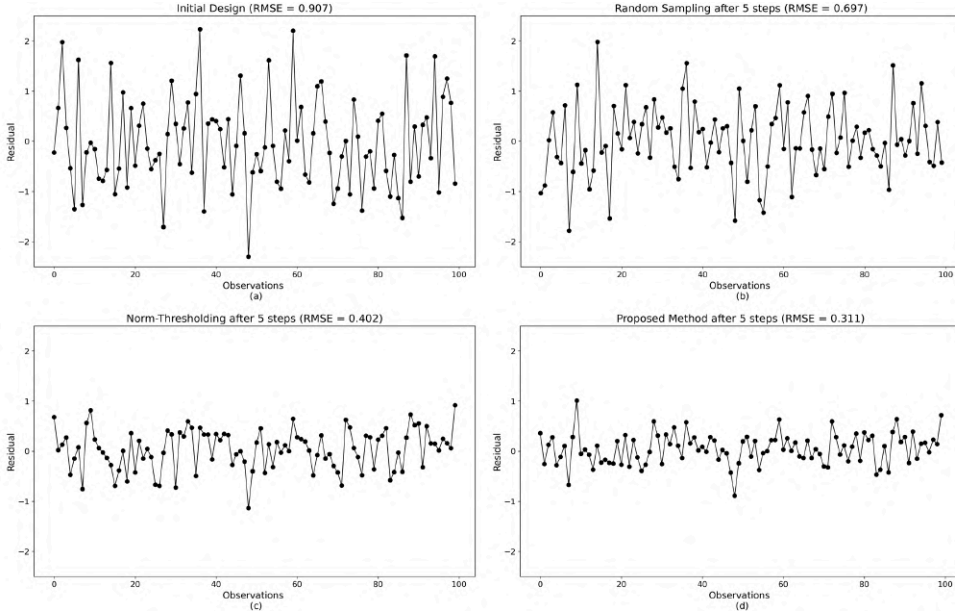 Initial Design (RMSE = 0.907)
2
1
0
−1
−2
Residual
0 20 40 60 80 100
Observations
(a)
Random Sampling after 5 steps (RMSE = 0.697)
2
1
0
−1
−2
Residual
0 20 40 60 80 100
Observations
(b)
Norm-Thresholding after 5 steps (RMSE = 0.402)
2
1
0
−1
−2
Residual
0 20 40 60 80 100
Observations
(c)
Proposed Method after 5 steps (RMSE = 0.311)
2
1
0
−1
−2
Residual
0 20 40 60 80 100
Observations
(d)